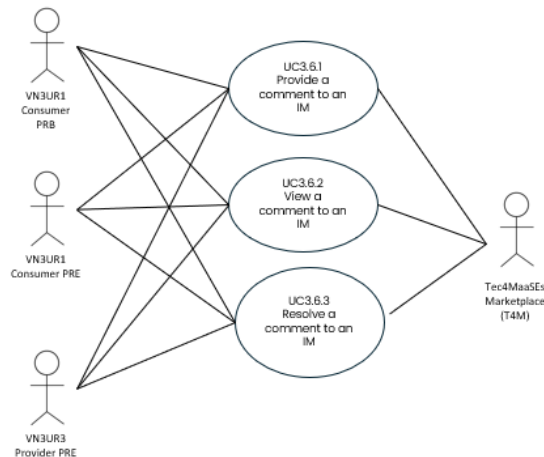 VN3UR1
Consumer
PRB
UC3.6.1
Provide a
comment to an
IM
VN3UR1
Consumer PRE
UC3.6.2
View a
comment to an
IM
Tec4MaaSEs
Marketplace
(T4M)
UC3.6.3
Resolve a
comment to an
IM
VN3UR3
Provider PRE